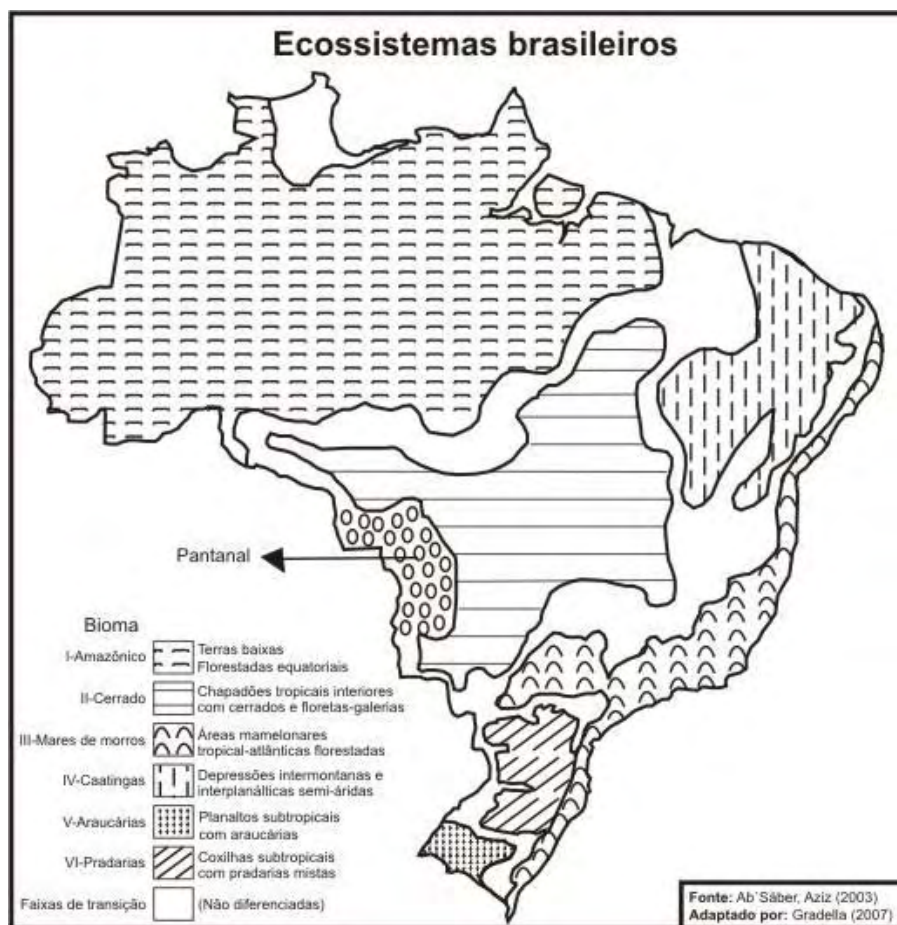 Ecossistemas brasileiros
Pantanal
Bioma
I-Amazônico
Terras baixas
Florestadas equatoriais
II-Cerrado
Chapadões tropicais interiores
com cerrados e floretas-galerias
III-Mares de morros
Áreas mamelonares
tropical-atlânticas florestadas
IV-Caatingas
Depressões intermontanas e
interplanálticas semi-áridas
V-Araucárias
Planaltos subtropicais
com araucárias
VI-Pradarias
Coxilhas subtropicais
com pradarias mistas
Faixas de transição
(Não diferenciadas)
Fonte: Ab`Sáber, Aziz (2003)
Adaptado por: Gradella (2007)